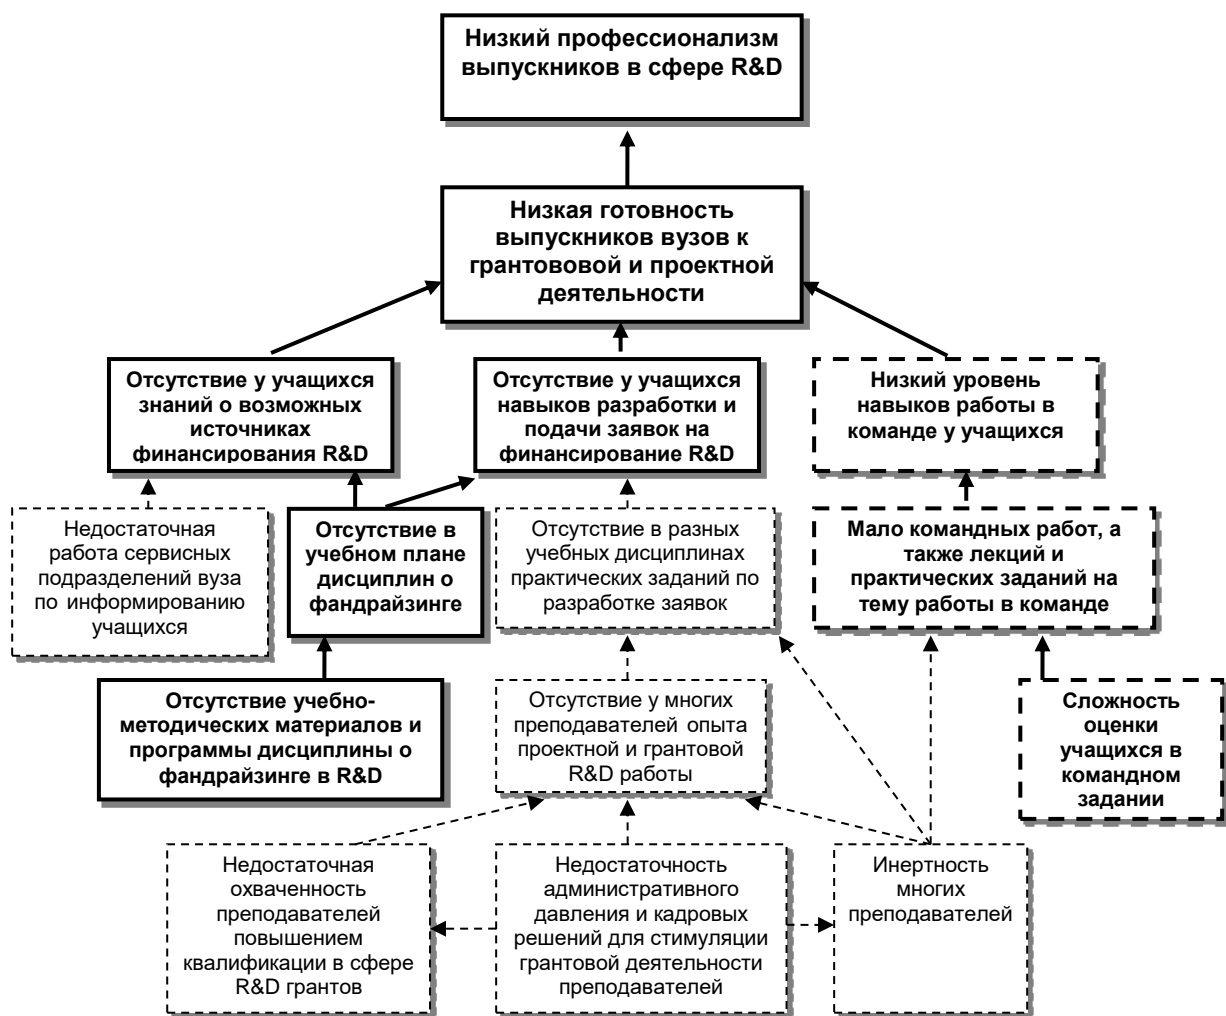 Низкий профессионализм
выпускников в сфере R&D
Низкая готовность
выпускников вузов к
грантововой и проектной
деятельности
Отсутствие у учащихся
знаний о возможных
источниках
финансирования R&D
Отсутствие у учащихся
навыков разработки и
подачи заявок на
финансирование R&D
Низкий уровень
навыков работы в
команде у учащихся
Недостаточная
работа сервисных
подразделений вуза
по информированию
учащихся
Отсутствие в
учебном плане
дисциплин о
фандрайзинге
Отсутствие в разных
учебных дисциплинах
практических заданий по
разработке заявок
Мало командных работ, а
также лекций и
практических заданий на
тему работы в команде
Отсутствие учебно-
методических материалов и
программы дисциплины о
фандрайзинге в R&D
Отсутствие у многих
преподавателей опыта
проектной и грантовой
R&D работы
Сложность
оценки
учащихся в
командном
задании
Недостаточная
охваченность
преподавателей
повышением
квалификации в сфере
R&D грантов
Недостаточность
административного
давления и кадровых
решений для стимуляции
грантовой деятельности
преподавателей
Инертность
многих
преподавателей